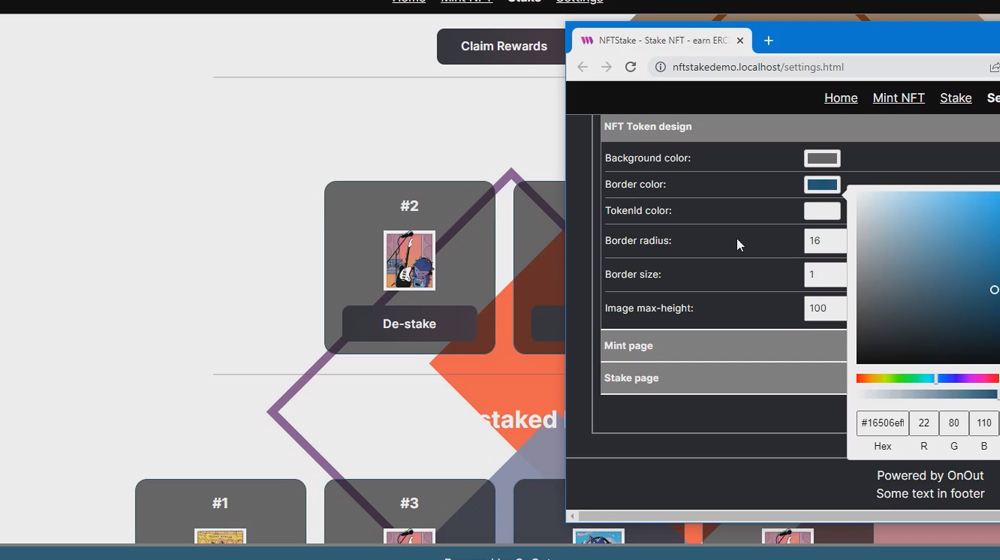 Home Mint NFT Stake Settings
Claim Rewards
#2
De-stake
staked
#1
#3
NFTStake - Stake NFT - earn ERC
nftstakedemo.localhost/settings.html
Home Mint NFT Stake Se
NFT Token design
Background color:
Border color:
TokenId color:
Border radius: 16
Border size: 1
Image max-height: 100
Mint page
Stake page
#16506ef 22 80 110
Hex R G B
Powered by OnOut
Some text in footer